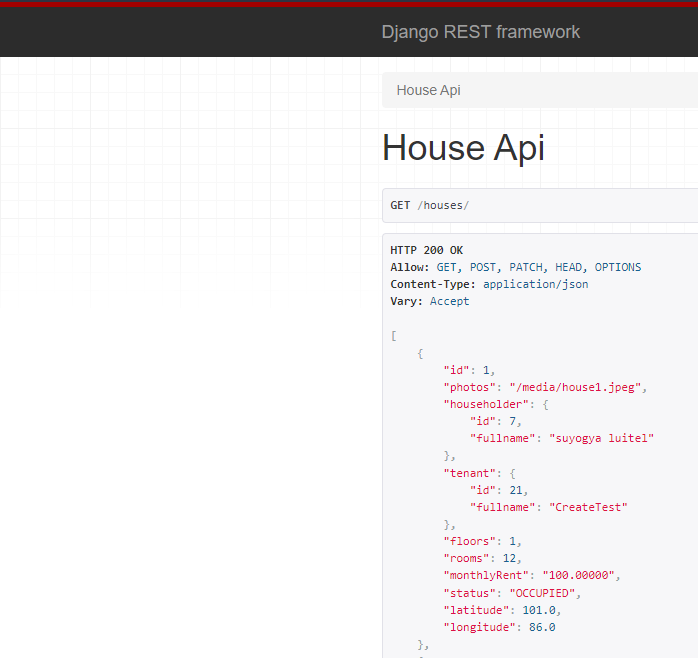 Django REST framework
House Api
House Api
GET /houses/
HTTP 200 OK
Allow: GET, POST, PATCH, HEAD, OPTIONS
Content-Type: application/json
Vary: Accept
[
{
"id": 1,
"photos": "/media/house1.jpeg",
"householder": {
"id": 7,
"fullname": "suyogya luitel"
},
"tenant": {
"id": 21,
"fullname": "CreateTest"
},
"floors": 1,
"rooms": 12,
"monthlyRent": "100.00000",
"status": "OCCUPIED",
"latitude": 101.0,
"longitude": 86.0
},